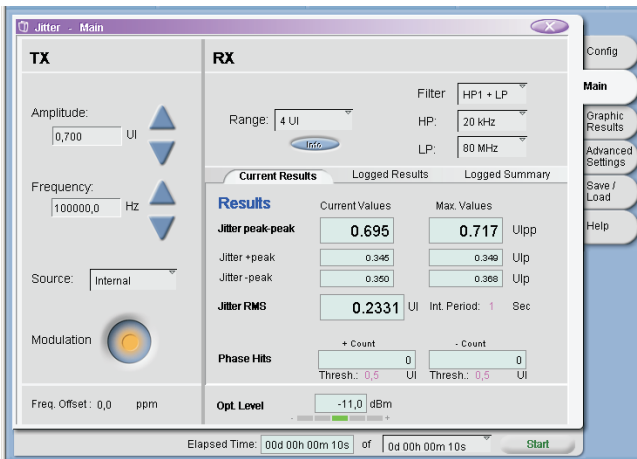 Jitter - Main
TX
Amplitude:
0,700 UI
Frequency:
100000,0 Hz
Source: Internal
Modulation
Freq. Offset : 0,0 ppm
RX
Filter HP1 + LP
Range: 4 UI
HP: 20 kHz
Info
LP: 80 MHz
Current Results Logged Results Logged Summary
Results Current Values Max. Values
Jitter peak-peak 0.695 0.717 UIpp
Jitter +peak 0.345 0.349 UIp
Jitter -peak 0.350 0.368 UIp
Jitter RMS 0.2331 UI Int. Period: 1 Sec
+ Count - Count
Phase Hits 0 0
Thresh.: 0,5 UI Thresh.: 0,5 UI
Opt. Level -11,0 dBm
- +
Elapsed Time: 00d 00h 00m 10s of 0d 00h 00m 10s Start
Config
Main
Graphic
Results
Advanced
Settings
Save /
Load
Help